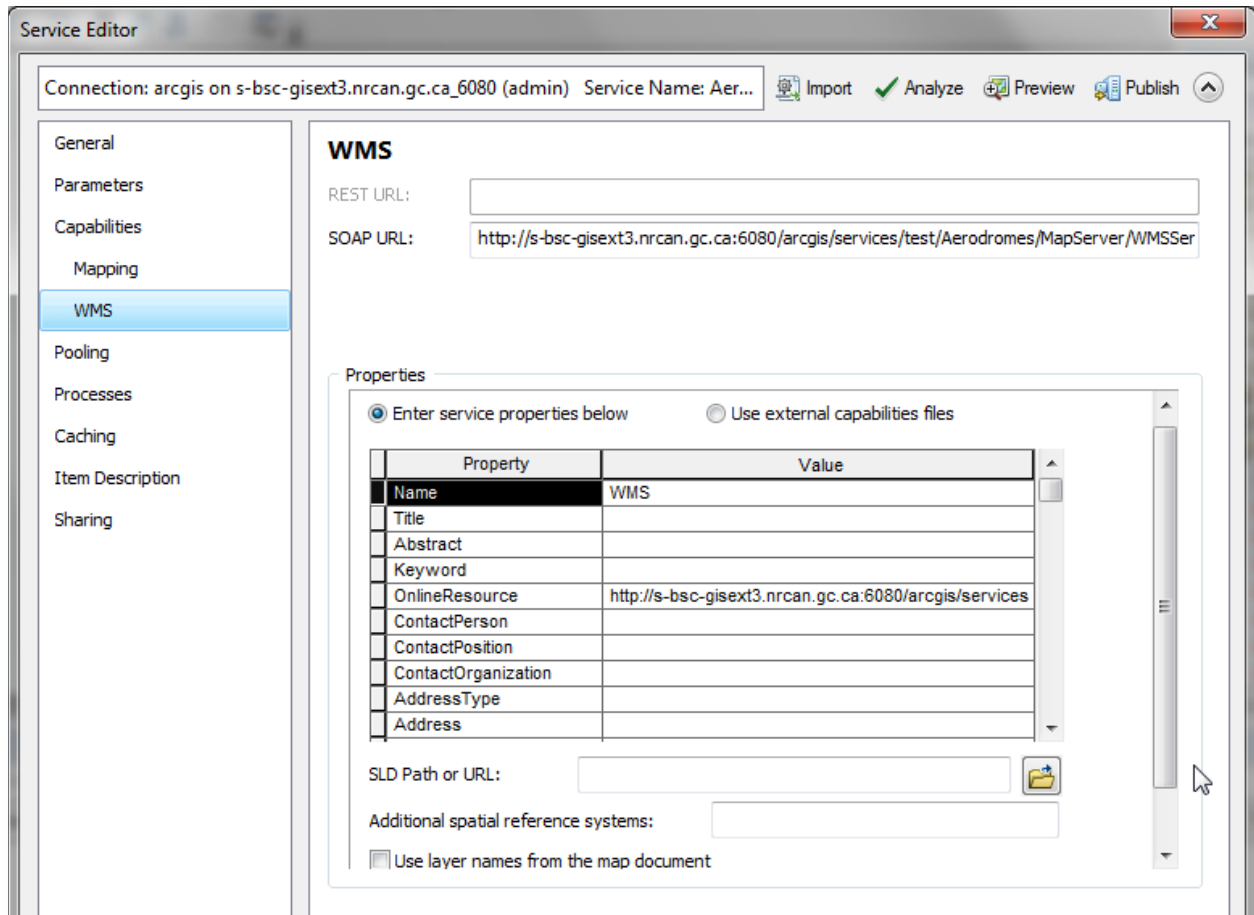 Service Editor
Connection: arcgis on s-bsc-gisext3.nrcan.gc.ca_6080 (admin) Service Name: Aer... Import Analyze Preview Publish
General
Parameters
Capabilities
Mapping
WMS
Pooling
Processes
Caching
Item Description
Sharing
WMS
REST URL:
SOAP URL: http://s-bsc-gisext3.nrcan.gc.ca:6080/arcgis/services/test/Aerodromes/MapServer/WMSSer
Properties
Enter service properties below Use external capabilities files
Property Value
Name WMS
Title
Abstract
Keyword
OnlineResource http://s-bsc-gisext3.nrcan.gc.ca:6080/arcgis/services
ContactPerson
ContactPosition
ContactOrganization
AddressType
Address
SLD Path or URL:
Additional spatial reference systems:
Use layer names from the map document